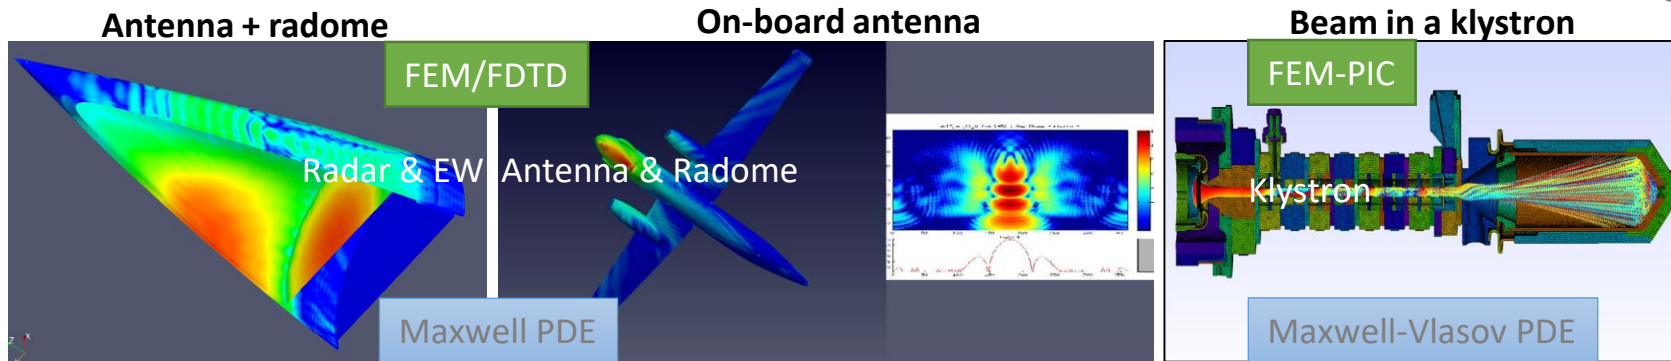 Antenna + radome
On-board antenna
Beam in a klystron
FEM/FDTD
FEM-PIC
Radar & EW Antenna & Radome
Klystron
Maxwell PDE
Maxwell-Vlasov PDE